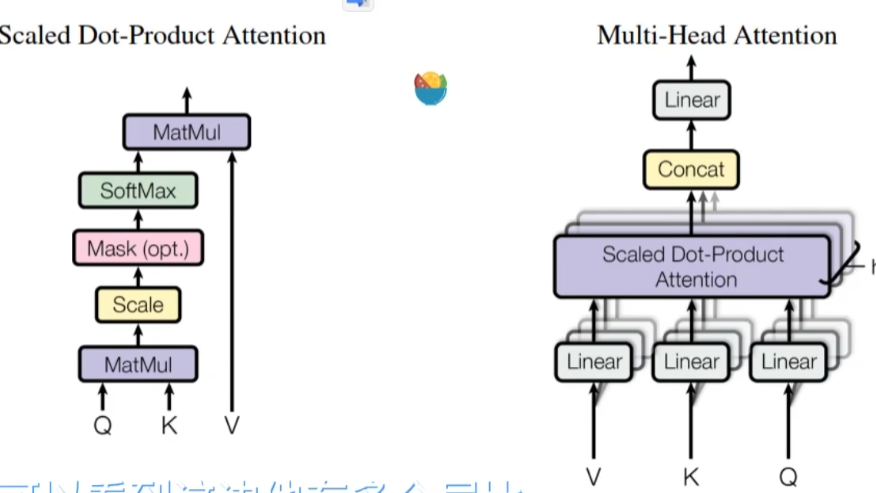 Scaled Dot-Product Attention
MatMul
SoftMax
Mask (opt.)
Scale
MatMul
Q K V
Multi-Head Attention
Linear
Concat
Scaled Dot-Product
Attention
Linear Linear Linear
V K Q